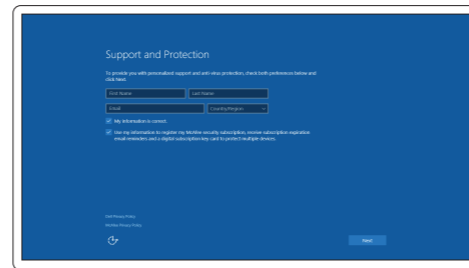 Support and Protection
To provide you with personalized support and anti-virus protection, check both preferences below and
click Next.
First Name
Last Name
Email
Country/Region
My information is correct.
Use my information to register my McAfee security subscription, receive subscription expiration
email reminders and a digital subscription key card to protect multiple devices.
Dell Privacy Policy
McAfee Privacy Policy
Next